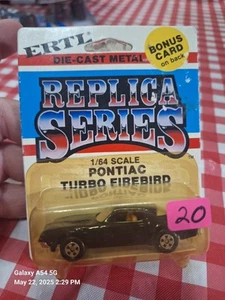 ERTL
DIE-CAST METAL
BONUS
CARD
on back
REPLICA
SERIES
1/64 SCALE
PONTIAC
TURBO FIREBIRD
20
Galaxy A54 5G
May 22, 2025 2:29 PM